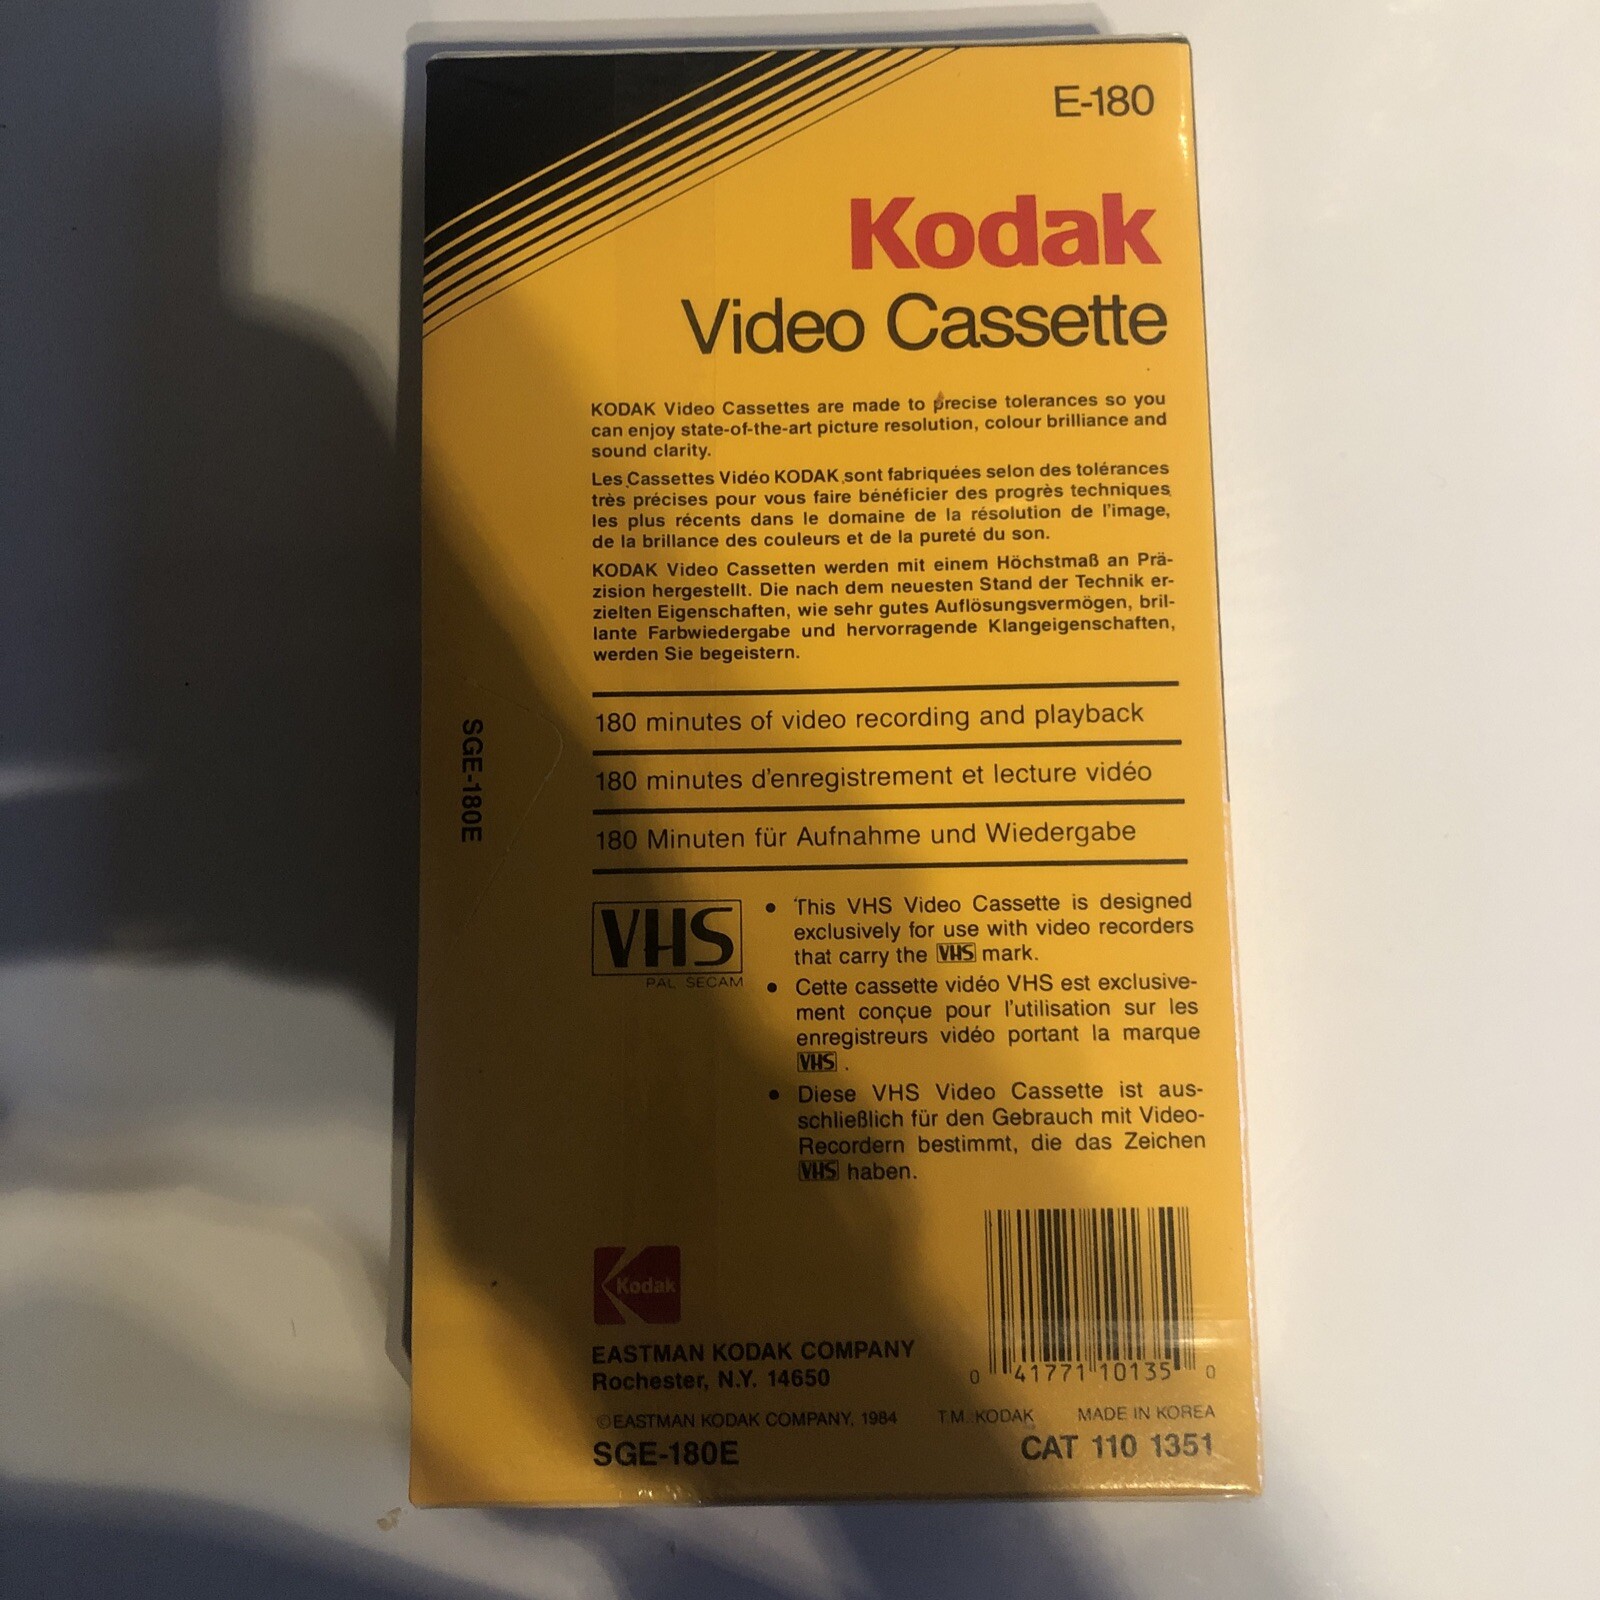 E-180
Kodak
Video Cassette
KODAK Video Cassettes are made to precise tolerances so you
can enjoy state-of-the-art picture resolution, colour brilliance and
sound clarity.
Les Cassettes Vidéo KODAK sont fabriquées selon des tolérances
très précises pour vous faire bénéficier des progrès techniques
les plus récents dans le domaine de la résolution de l'image,
de la brillance des couleurs et de la pureté du son.
KODAK Video Cassetten werden mit einem Höchstmaß an Prä-
zision hergestellt. Die nach dem neuesten Stand der Technik er-
zielten Eigenschaften, wie sehr gutes Auflösungsvermögen, bril-
lante Farbwiedergabe und hervorragende Klangeigenschaften,
werden Sie begeistern.
180 minutes of video recording and playback
180 minutes d'enregistrement et lecture vidéo
180 Minuten für Aufnahme und Wiedergabe
SGE-180E
VHS
PAL SECAM
• This VHS Video Cassette is designed
exclusively for use with video recorders
that carry the VHS mark.
• Cette cassette vidéo VHS est exclusive-
ment conçue pour l'utilisation sur les
enregistreurs vidéo portant la marque
VHS .
• Diese VHS Video Cassette ist aus-
schließlich für den Gebrauch mit Video-
Recordern bestimmt, die das Zeichen
VHS haben.
Kodak
EASTMAN KODAK COMPANY
Rochester, N.Y. 14650
0 41771 10135 0
©EASTMAN KODAK COMPANY, 1984 T.M. KODAK MADE IN KOREA
SGE-180E CAT 110 1351